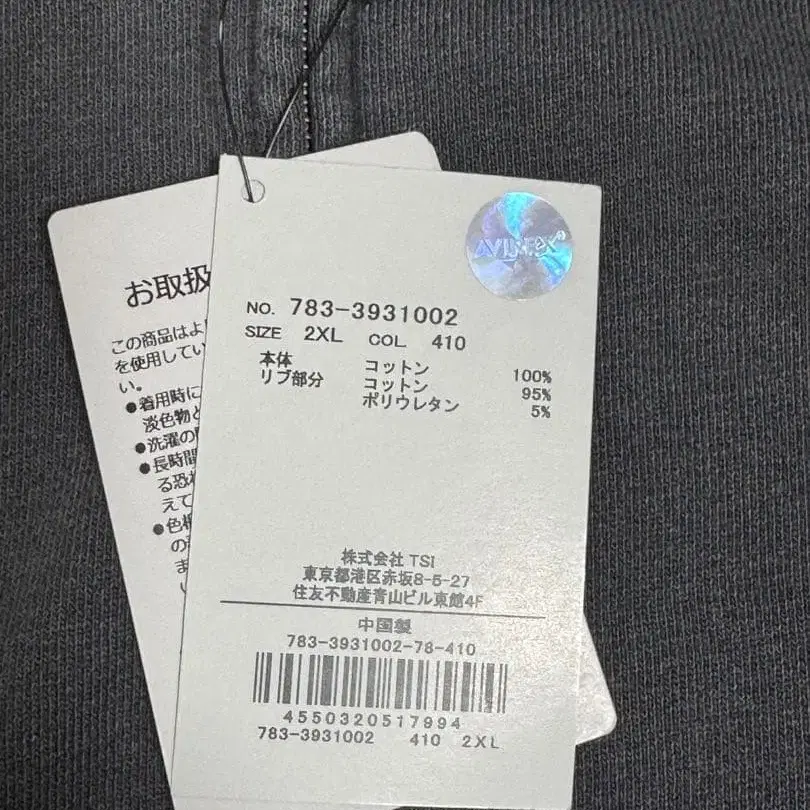 AVIREX®
NO. 783-3931002
SIZE 2XL COL 410
本体 コットン 100%
リブ部分 コットン 95%
ポリウレタン 5%
株式会社 TSI
東京都港区赤坂8-5-27
住友不動産青山ビル東館4F
中国製
783-3931002-78-410
4550320517994
783-3931002 410 2XL
お取扱
この商品はよ
を使用してい
い。
●着用時に
淡色物と
●洗濯の
●長時間
る恐れ
えて
●色
の
ま